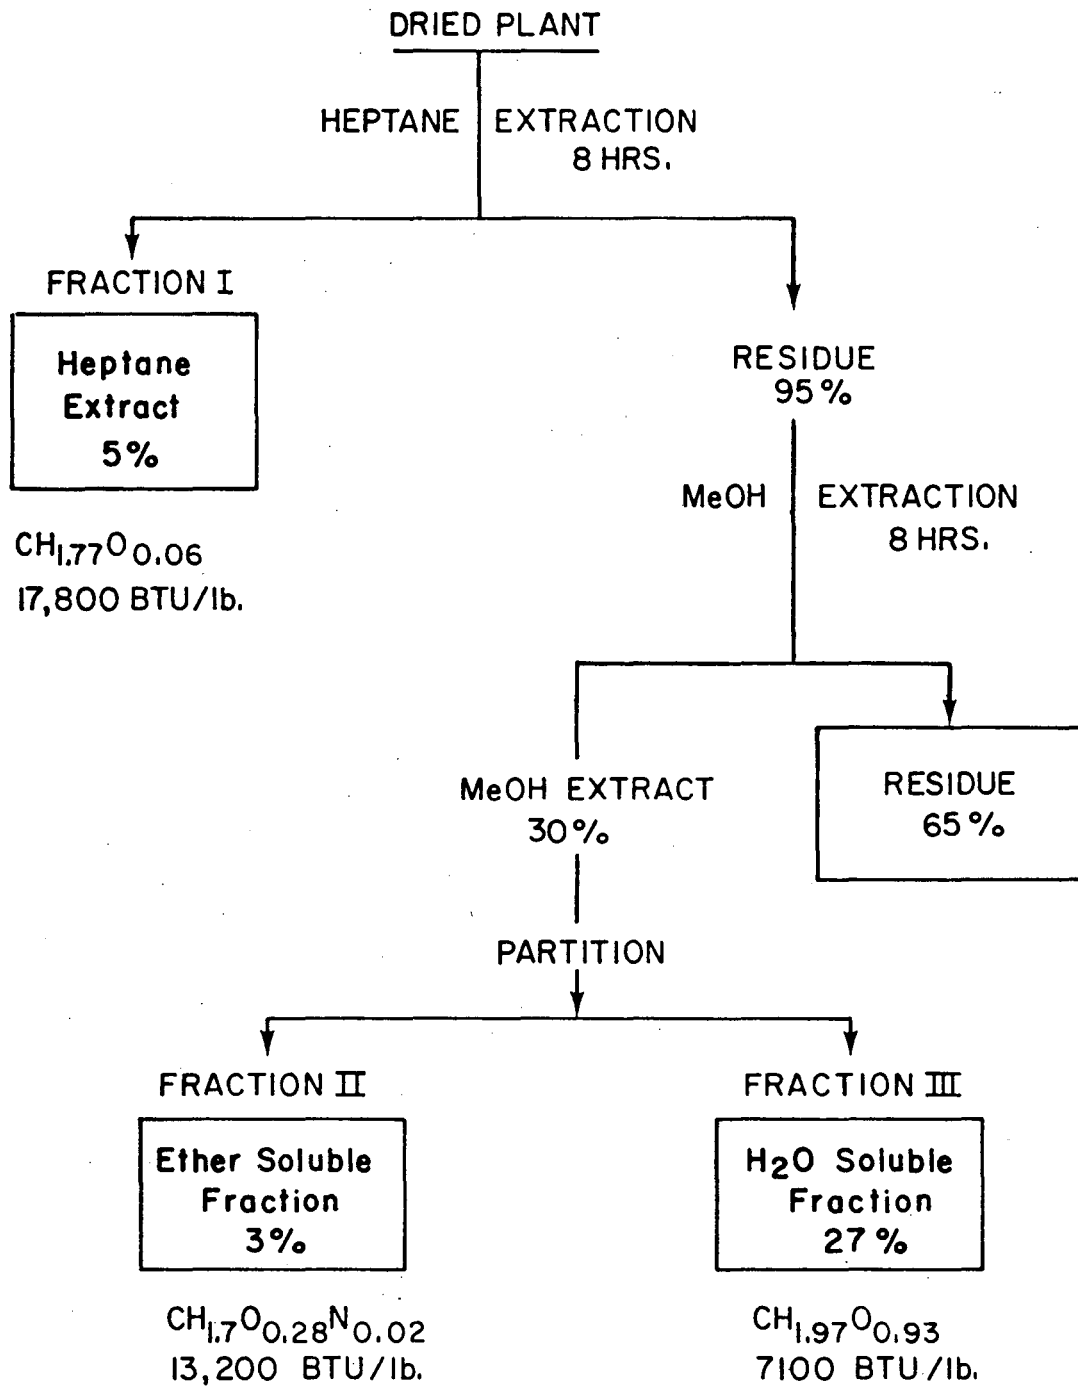 DRIED PLANT
HEPTANE EXTRACTION
8 HRS.
FRACTION I
Heptane
Extract
5%
CH1.77O0.06
17,800 BTU/lb.
RESIDUE
95%
MeOH EXTRACTION
8 HRS.
MeOH EXTRACT
30%
RESIDUE
65%
PARTITION
FRACTION II
Ether Soluble
Fraction
3%
CH1.7O0.28N0.02
13,200 BTU/lb.
FRACTION III
H2O Soluble
Fraction
27%
CH1.97O0.93
7100 BTU/lb.